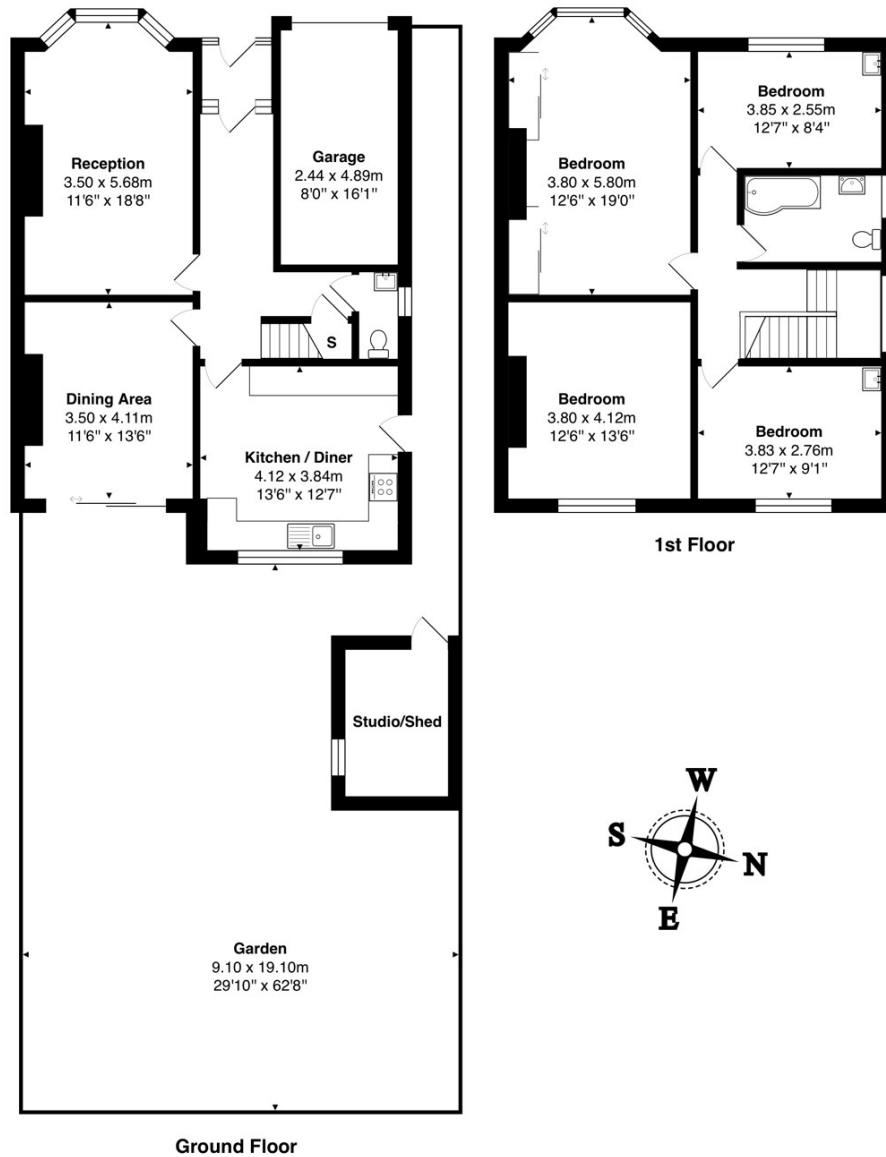 Reception
3.50 x 5.68m
11'6" x 18'8"
Garage
2.44 x 4.89m
8'0" x 16'1"
S
Dining Area
3.50 x 4.11m
11'6" x 13'6"
Kitchen / Diner
4.12 x 3.84m
13'6" x 12'7"
Studio/Shed
Garden
9.10 x 19.10m
29'10" x 62'8"
Ground Floor
Bedroom
3.85 x 2.55m
12'7" x 8'4"
Bedroom
3.80 x 5.80m
12'6" x 19'0"
Bedroom
3.80 x 4.12m
12'6" x 13'6"
Bedroom
3.83 x 2.76m
12'7" x 9'1"
1st Floor
W
S
N
E